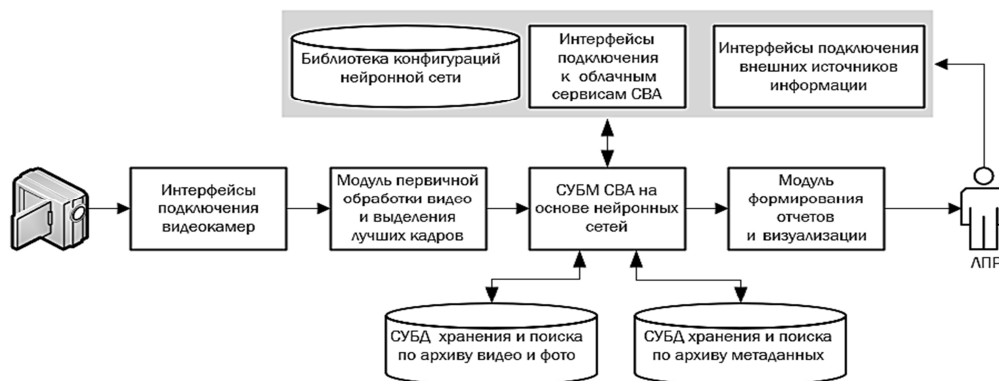 Библиотека конфигураций
нейронной сети
Интерфейсы
подключения
к облачным
сервисам СВА
Интерфейсы подключения
внешних источников
информации
Интерфейсы
подключения
видеокамер
Модуль первичной
обработки видео
и выделения
лучших кадров
СУБМ СВА на
основе нейронных
сетей
Модуль
формирования
отчетов
и визуализации
ЛПР
СУБД хранения и поиска
по архиву видео и фото
СУБД хранения и поиска
по архиву метаданных